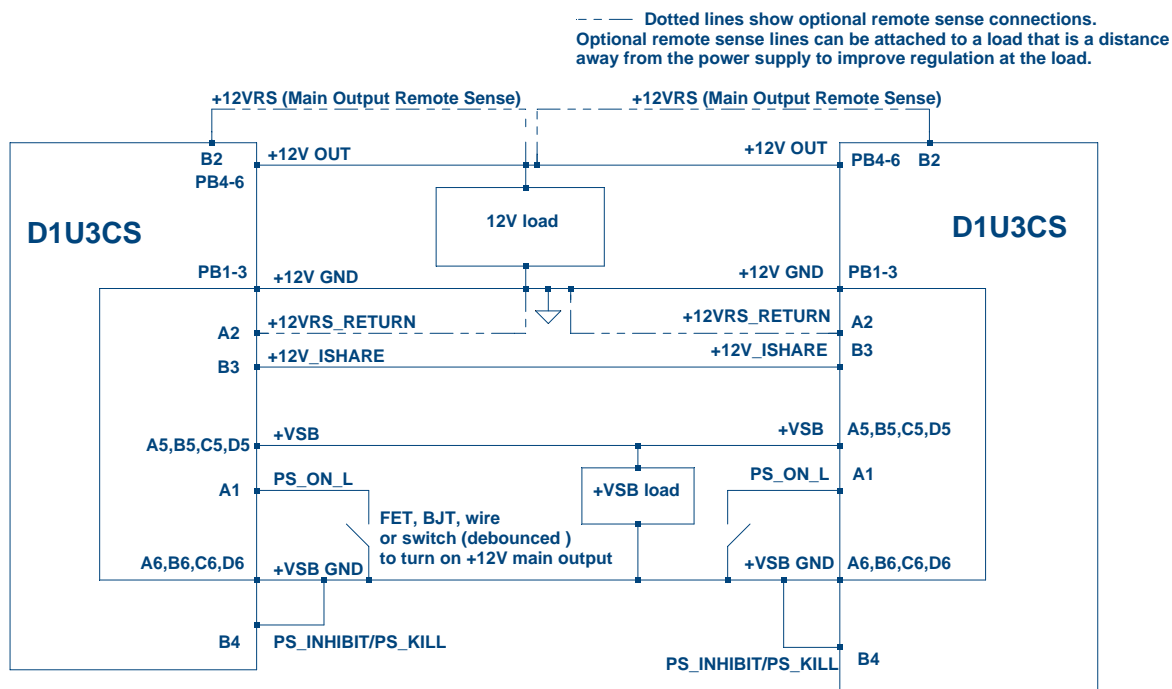 Dotted lines show optional remote sense connections.
Optional remote sense lines can be attached to a load that is a distance
away from the power supply to improve regulation at the load.
+12VRS (Main Output Remote Sense)
+12VRS (Main Output Remote Sense)
B2
+12V OUT
+12V OUT
PB4-6
B2
PB4-6
D1U3CS
12V load
D1U3CS
PB1-3
+12V GND
+12V GND
PB1-3
A2
+12VRS_RETURN
+12VRS_RETURN
A2
B3
+12V_ISHARE
+12V_ISHARE
B3
A5,B5,C5,D5
+VSB
+VSB
A5,B5,C5,D5
A1
PS_ON_L
+VSB load
PS_ON_L
A1
FET, BJT, wire
or switch (debounced )
to turn on +12V main output
A6,B6,C6,D6
+VSB GND
+VSB GND
A6,B6,C6,D6
B4
PS_INHIBIT/PS_KILL
PS_INHIBIT/PS_KILL
B4